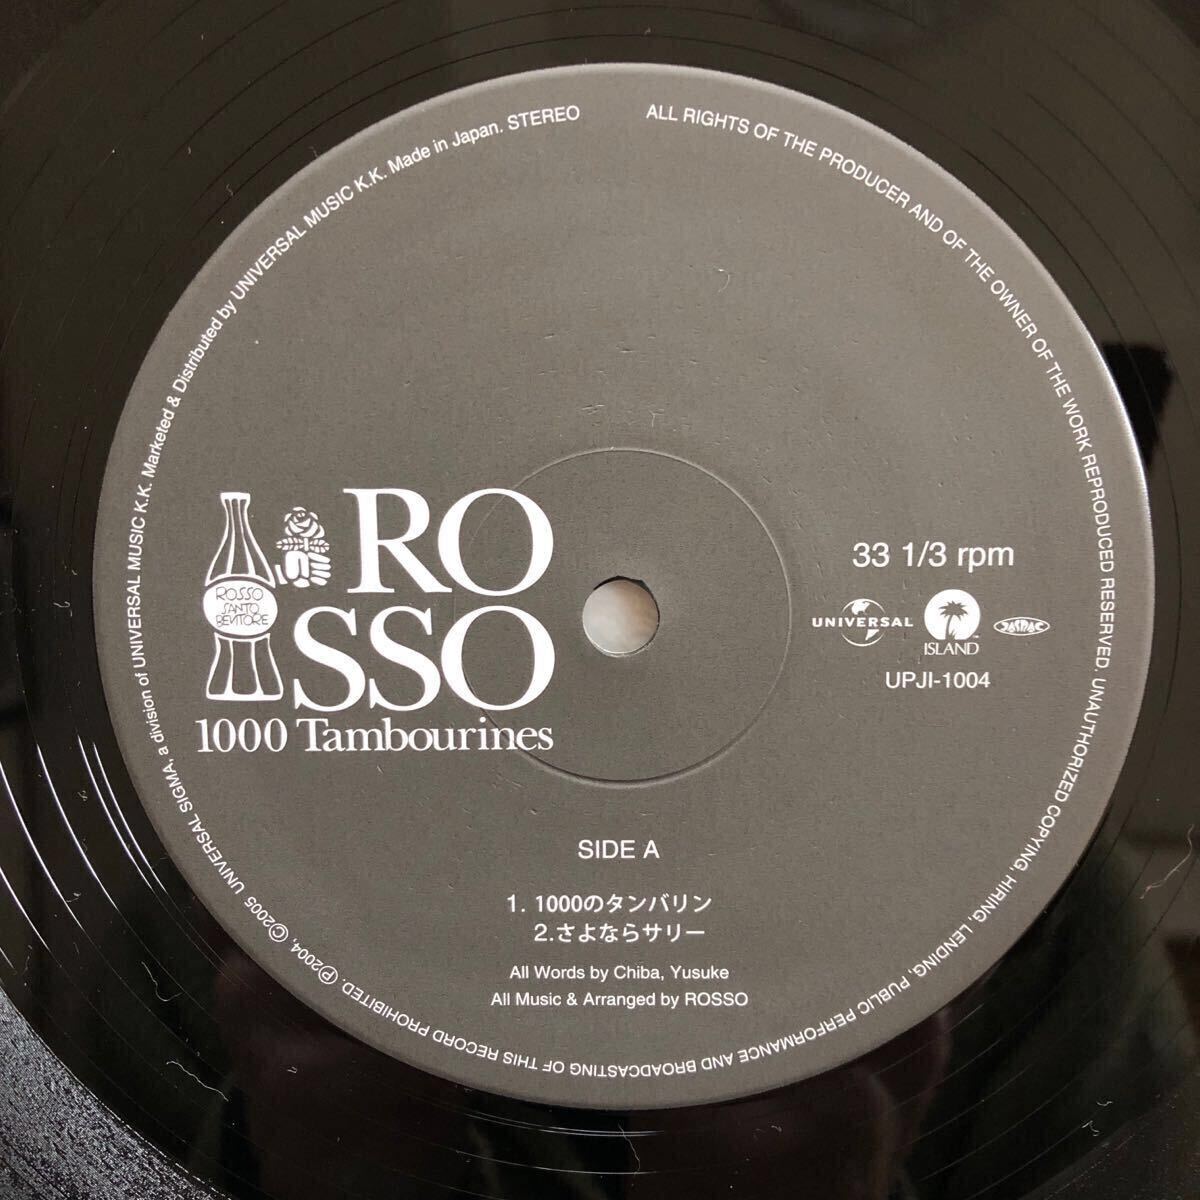 UNIVERSAL SIGMA, a division of UNIVERSAL MUSIC K.K. Marketed & Distributed by UNIVERSAL MUSIC K.K. Made in Japan. STEREO
ALL RIGHTS OF THE PRODUCER AND OF THE OWNER OF THE WORK REPRODUCED RESERVED. UNAUTHORIZED COPYING, HIRING, LENDING, PUBLIC PERFORMANCE AND BROADCASTING OF THIS RECORD PROHIBITED. ℗2004, ©2005
ROSSO
SANTO
BEVITORE
RO
SSO
1000 Tambourines
33 1/3 rpm
UNIVERSAL
ISLAND™
JASRAC
UPJI-1004
SIDE A
1. 1000のタンバリン
2.さよならサリー
All Words by Chiba, Yusuke
All Music & Arranged by ROSSO